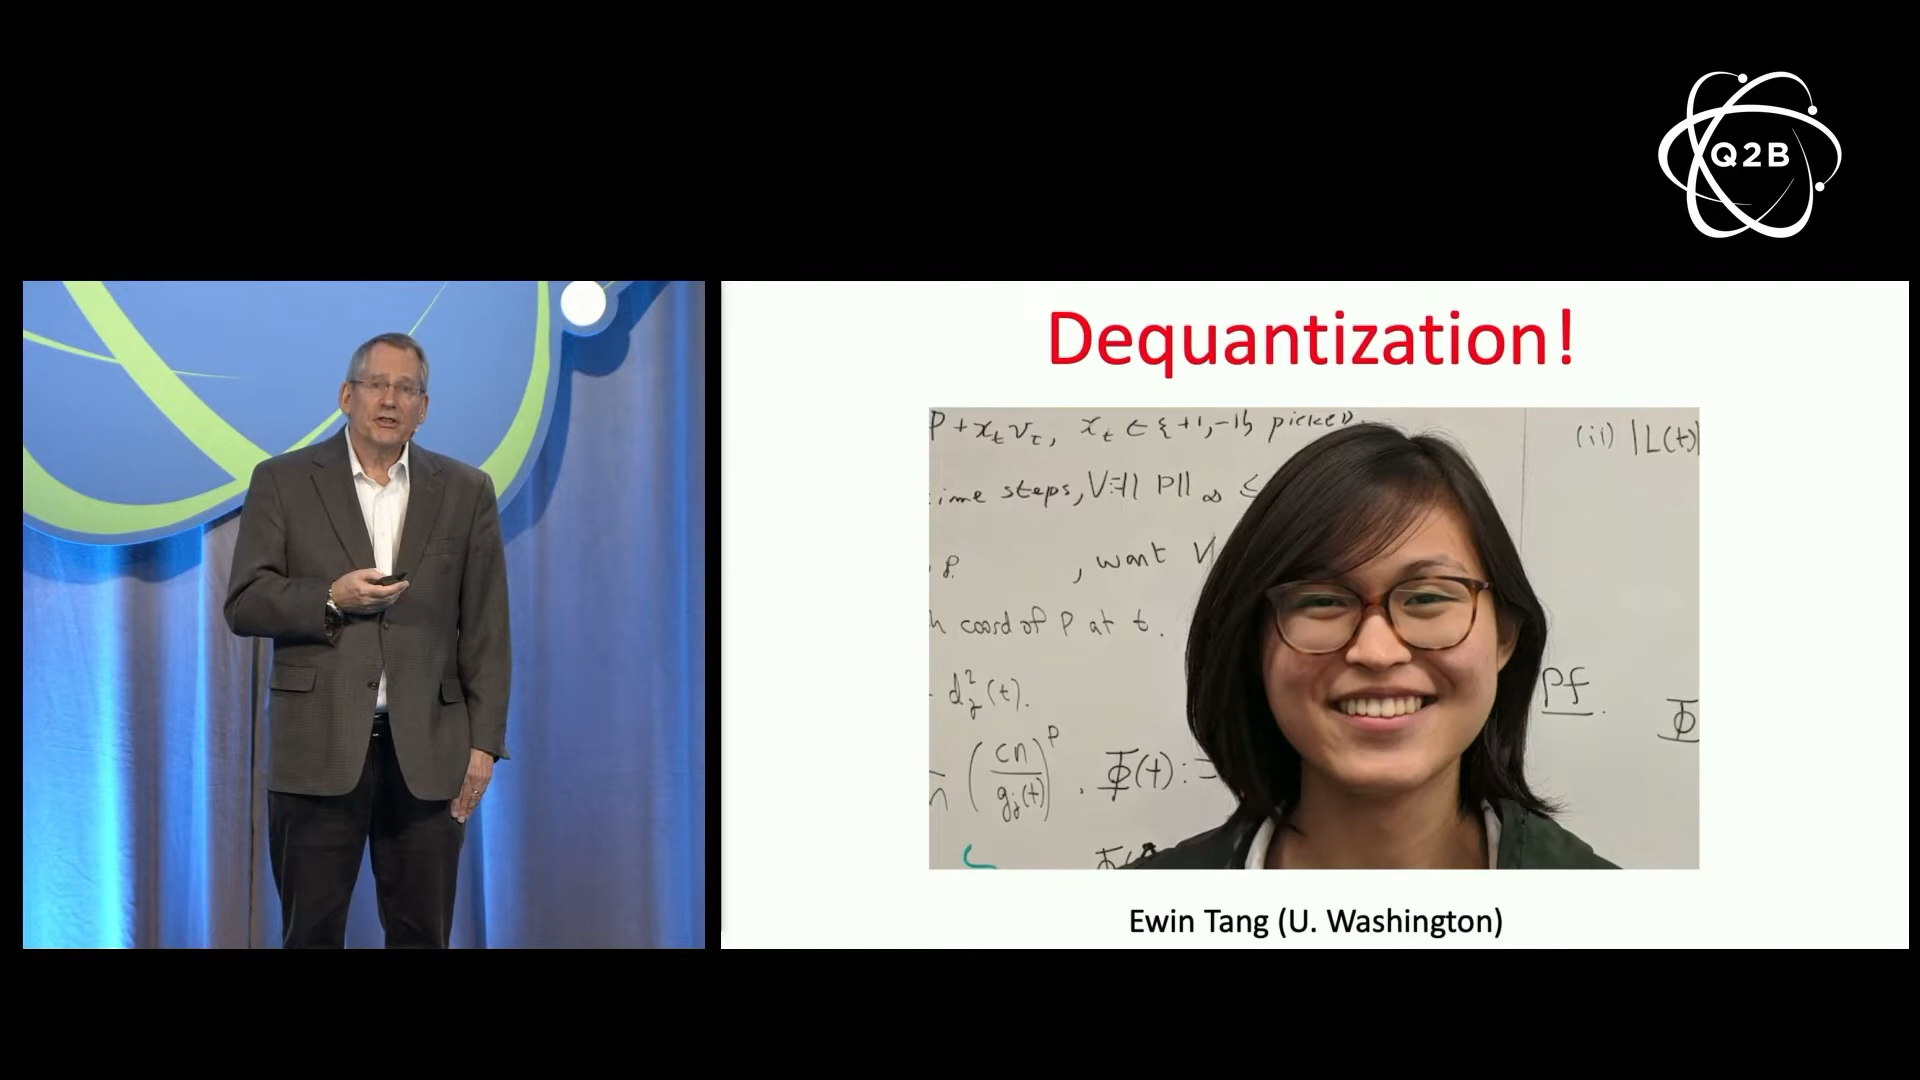 Q2B
Dequantization!
P + x_t v_t, x_t ∈ {+1,-1} picked
(ii) |L(t)|
time steps, V=|| P||∞ ≤
, want V
coord of P at t.
d_j^2(t).
pf
Φ
(cn/g_j(t))^p . Φ(t) :=
Ewin Tang (U. Washington)